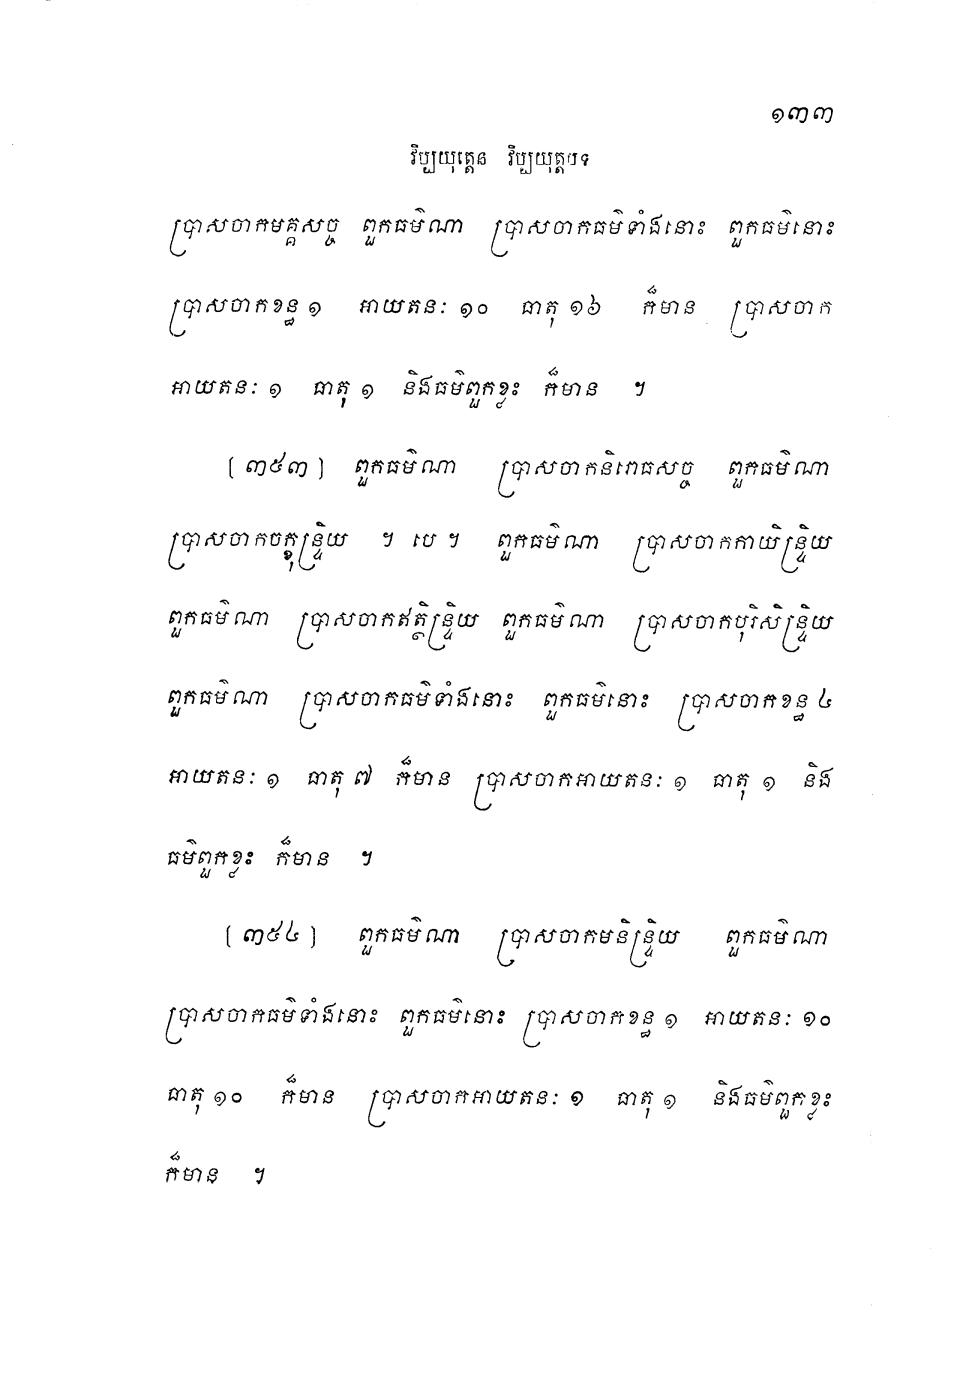 ១៣៣
វិប្បយុត្តេន វិប្បយុត្តបទ
ប្រាសចាកមគ្គសច្ច ពួកធម៌ណា ប្រាសចាកធម៌ទាំងនោះ ពួកធម៌នោះ
ប្រាសចាកខន្ធ ១ អាយតនៈ ១០ ធាតុ ១៦ ក៏មាន ប្រាសចាក
អាយតនៈ ១ ធាតុ ១ និងធម៌ពួកខ្លះ ក៏មាន ។
[៣៥៣] ពួកធម៌ណា ប្រាសចាកនិរោធសច្ច ពួកធម៌ណា
ប្រាសចាកចក្ខុន្ទ្រិយ ។ បេ ។ ពួកធម៌ណា ប្រាសចាកកាយិន្ទ្រិយ
ពួកធម៌ណា ប្រាសចាកឥត្ថិន្ទ្រិយ ពួកធម៌ណា ប្រាសចាកបុរិសិន្ទ្រិយ
ពួកធម៌ណា ប្រាសចាកធម៌ទាំងនោះ ពួកធម៌នោះ ប្រាសចាកខន្ធ ៤
អាយតនៈ ១ ធាតុ ៧ ក៏មាន ប្រាសចាកអាយតនៈ ១ ធាតុ ១ និង
ធម៌ពួកខ្លះ ក៏មាន ។
[៣៥៤] ពួកធម៌ណា ប្រាសចាកមនិន្ទ្រិយ ពួកធម៌ណា
ប្រាសចាកធម៌ទាំងនោះ ពួកធម៌នោះ ប្រាសចាកខន្ធ ១ អាយតនៈ ១០
ធាតុ ១០ ក៏មាន ប្រាសចាកអាយតនៈ ១ ធាតុ ១ និងធម៌ពួកខ្លះ
ក៏មាន ។